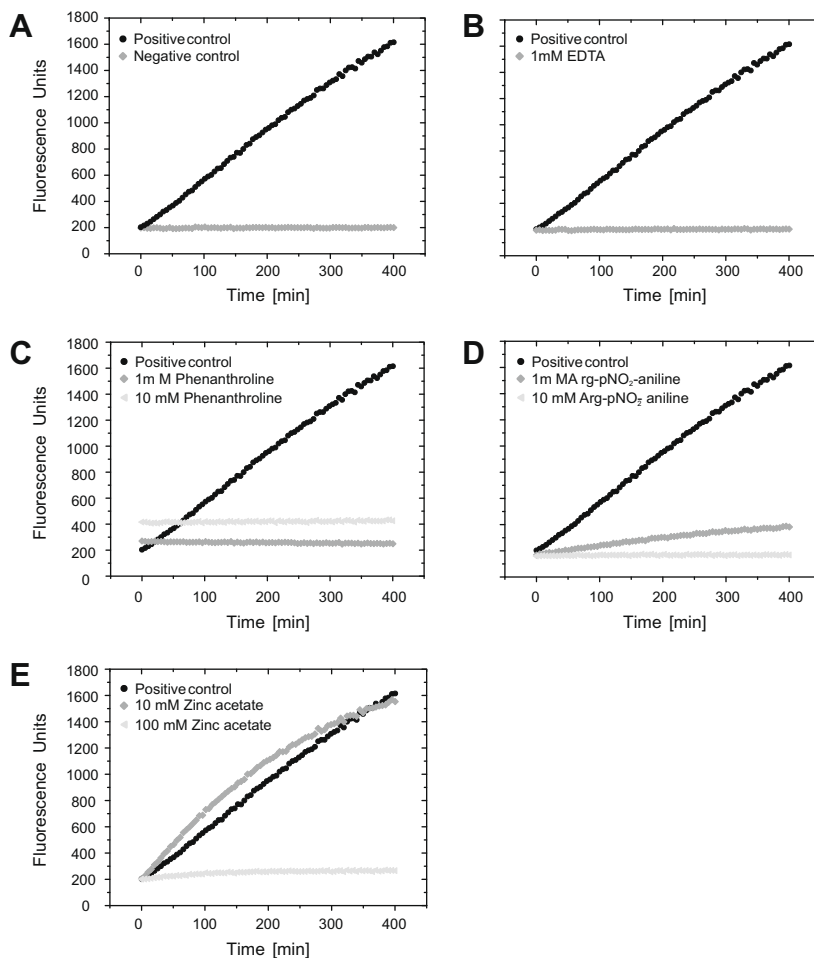 A
Fluorescence Units
1800
1600
1400
1200
1000
800
600
400
200
0
Positive control
Negative control
0 100 200 300 400
Time [min]
B
Positive control
1mM EDTA
0 100 200 300 400
Time [min]
C
Fluorescence Units
1800
1600
1400
1200
1000
800
600
400
200
0
Positive control
1m M Phenanthroline
10 mM Phenanthroline
0 100 200 300 400
Time [min]
D
Positive control
1m MA rg-pNO₂-aniline
10 mM Arg-pNO₂ aniline
0 100 200 300 400
Time [min]
E
Fluorescence Units
1800
1600
1400
1200
1000
800
600
400
200
0
Positive control
10 mM Zinc acetate
100 mM Zinc acetate
0 100 200 300 400
Time [min]